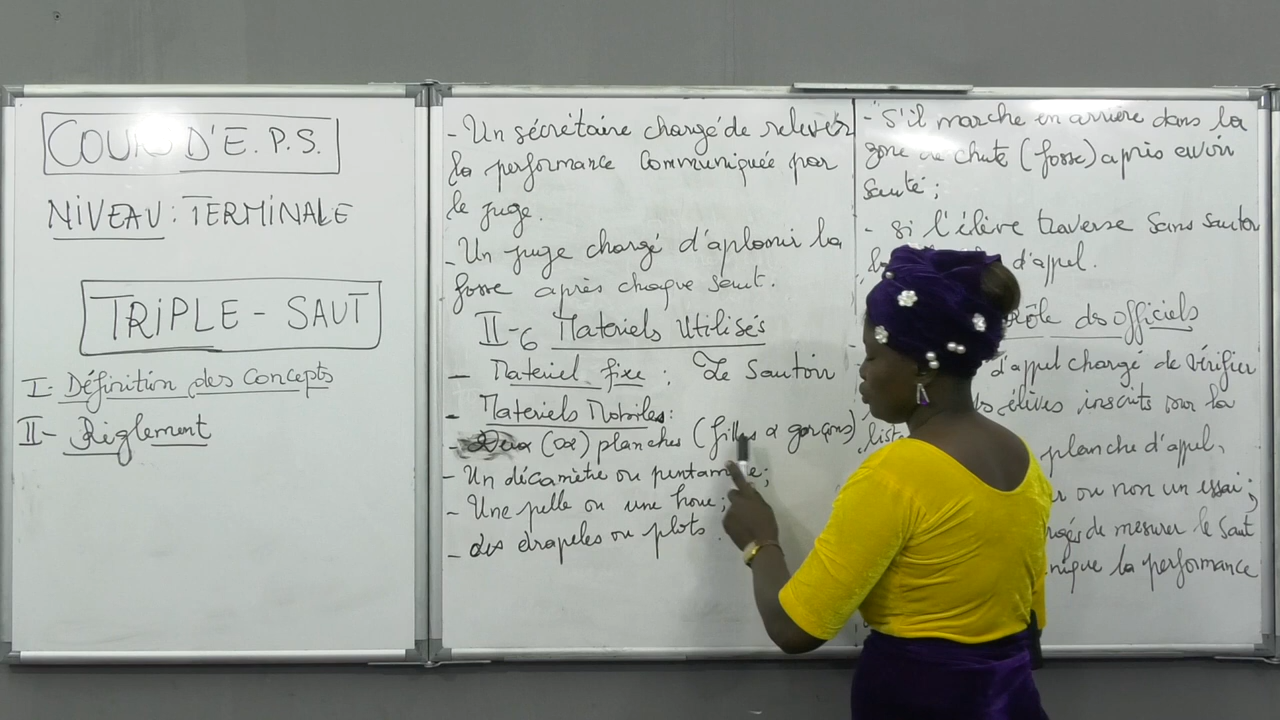 COURS D'E.P.S.
NIVEAU : TERMINALE
TRIPLE - SAUT
I- Définition des Concepts
II- Règlement
- Un sécrétaire chargé de relever
la performance communiquée par
le juge.
- Un juge chargé d'aplanir la
fosse après chaque saut.
II-6 Materiels Utilisés
- Materiel fixe : Le Sautoir
- Materiels Mobiles :
(02) planches (filles & garçons)
- Un décamètre ou pentam
- Une pelle ou une houe ;
- des drapeles ou plots
- S'il marche en arrière dans la
zone de chute (fosse) après avoir
sauté ;
- si l'élève traverse sans sauter
d'appel.
rôle des officiels
d'appel chargé de vérifier
élèves inscrits sur la
liste
planche d'appel,
ou non un essai ;
de mesurer le saut
la performance